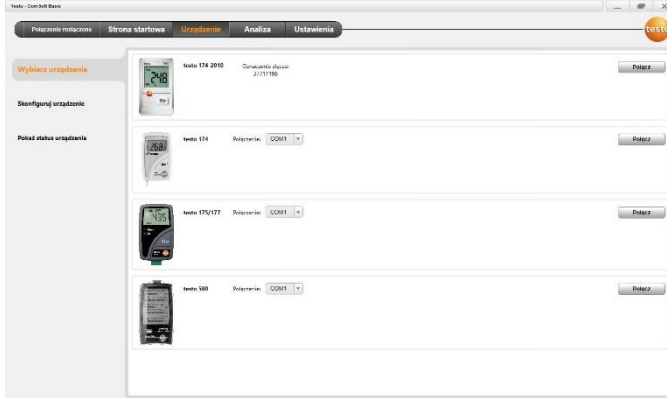 Testo - ComSoft Basic
Połączenie rozłączone Strona startowa Urządzenie Analiza Ustawienia
testo
Wybierz urządzenie
Skonfiguruj urządzenie
Pokaż status urządzenia
testo 174 2010 Oznaczenie złącza:
37711198
Połącz
testo 174 Połączenie: COM1
Połącz
testo 175/177 Połączenie: COM1
Połącz
testo 580 Połączenie: COM1
Połącz